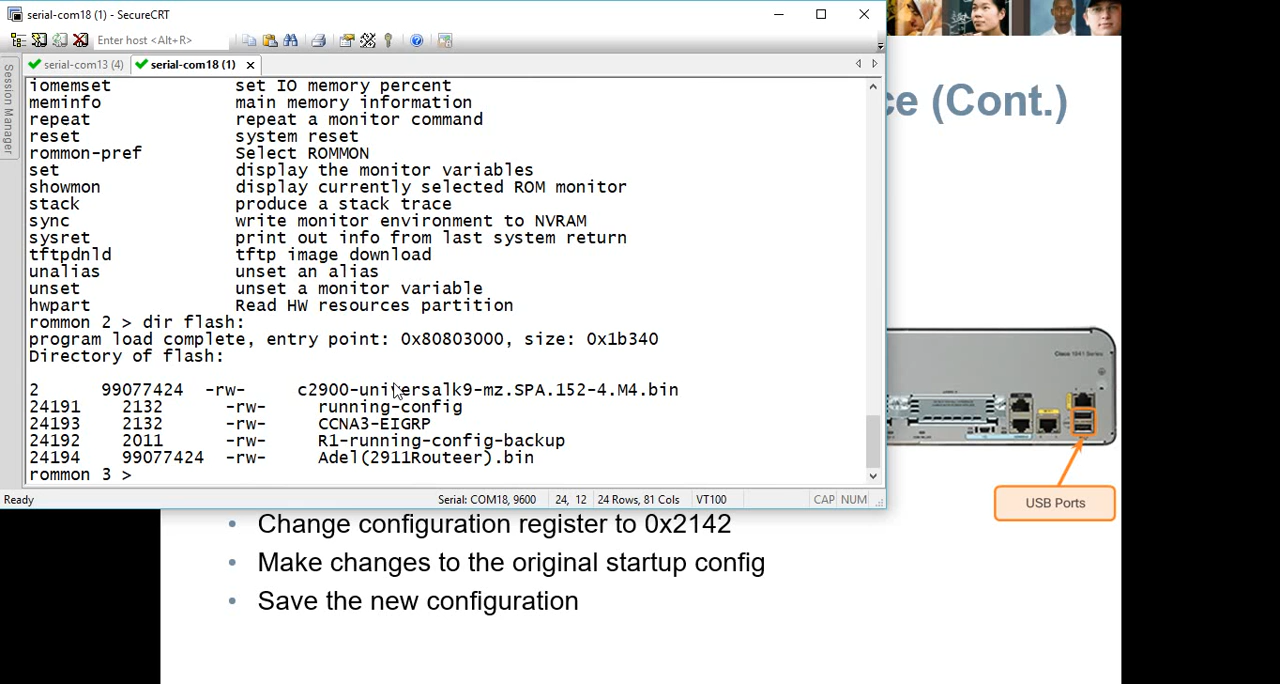 serial-com18 (1) - SecureCRT
Enter host <Alt+R>
serial-com13 (4)
serial-com18 (1)
Session Manager
iomemset set IO memory percent
meminfo main memory information
repeat repeat a monitor command
reset system reset
rommon-pref Select ROMMON
set display the monitor variables
showmon display currently selected ROM monitor
stack produce a stack trace
sync write monitor environment to NVRAM
sysret print out info from last system return
tftpdnld tftp image download
unalias unset an alias
unset unset a monitor variable
hwpart Read HW resources partition
rommon 2 > dir flash:
program load complete, entry point: 0x80803000, size: 0x1b340
Directory of flash:
2 99077424 -rw- c2900-universalk9-mz.SPA.152-4.M4.bin
24191 2132 -rw- running-config
24193 2132 -rw- CCNA3-EIGRP
24192 2011 -rw- R1-running-config-backup
24194 99077424 -rw- Adel(2911Routeer).bin
rommon 3 >
Ready Serial: COM18, 9600 24, 12 24 Rows, 81 Cols VT100 CAP NUM
ce (Cont.)
Cisco 1941 Series
USB Ports
• Change configuration register to 0x2142
• Make changes to the original startup config
• Save the new configuration